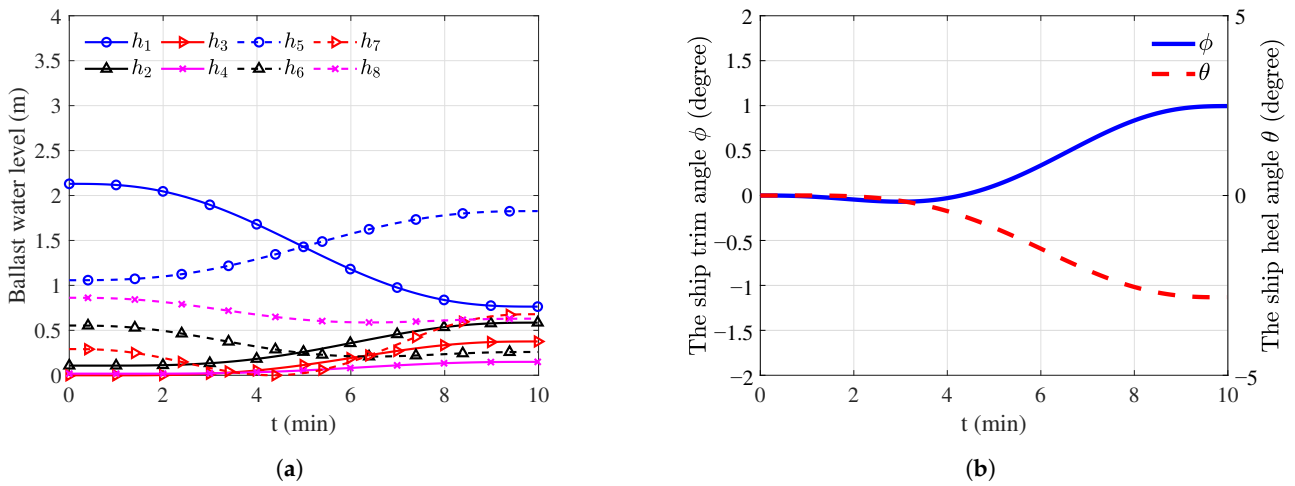 4
3.5
3
2.5
2
1.5
1
0.5
0
Ballast water level (m)
h1 h3 h5 h7
h2 h4 h6 h8
0 2 4 6 8 10
t (min)
(a)
2
1.5
1
0.5
0
−0.5
−1
−1.5
−2
The ship trim angle ϕ (degree)
ϕ
θ
5
0
−5
The ship heel angle θ (degree)
0 2 4 6 8 10
t (min)
(b)